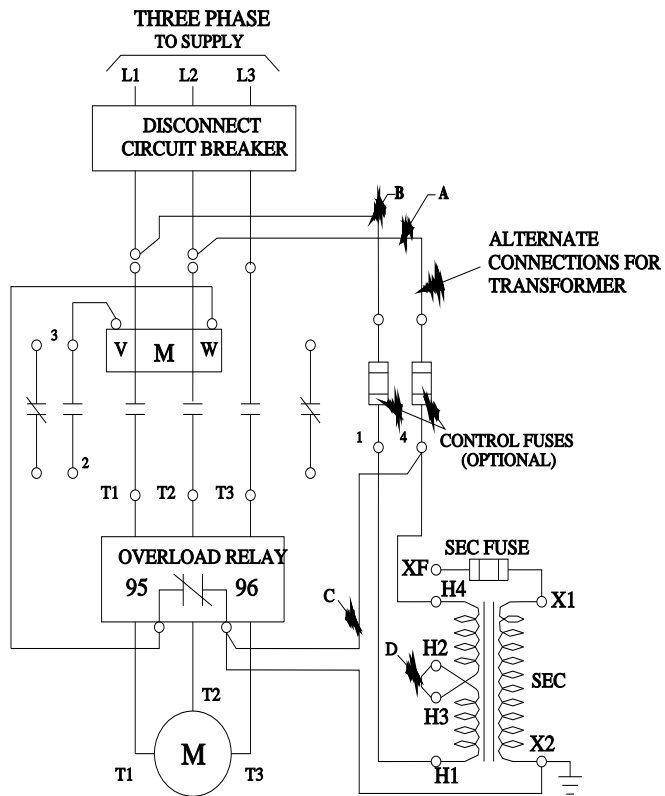 THREE PHASE
TO SUPPLY
L1 L2 L3
DISCONNECT
CIRCUIT BREAKER
B A
ALTERNATE
CONNECTIONS FOR
TRANSFORMER
3
V M W
2
1 4
CONTROL FUSES
(OPTIONAL)
T1 T2 T3
OVERLOAD RELAY
95 96
SEC FUSE
XF
H4 X1
C
D H2
SEC
H3
T2
M
T1 T3
H1 X2